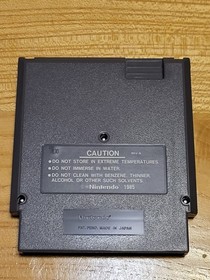 CAUTION
• DO NOT STORE IN EXTREME TEMPERATURES.
• DO NOT IMMERSE IN WATER.
• DO NOT CLEAN WITH BENZENE, THINNER,
ALCOHOL OR OTHER SUCH SOLVENTS.
©Nintendo 1985
Nintendo
MADE IN JAPAN